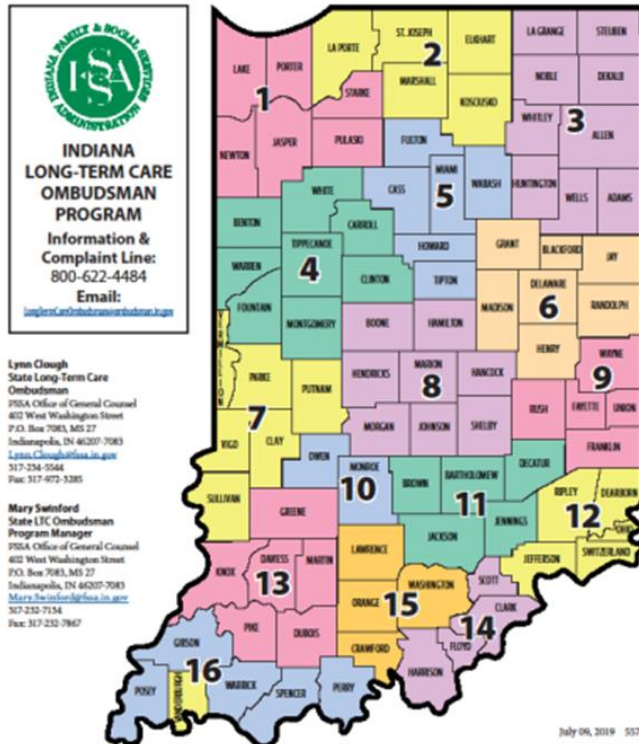 INDIANA FAMILY & SOCIAL SERVICES ADMINISTRATION
FSSA
INDIANA
LONG-TERM CARE
OMBUDSMAN
PROGRAM
Information &
Complaint Line:
800-622-4484
Email:
LongTermCareOmbudsman@ombudsman.in.gov
Lynn Clough
State Long-Term Care
Ombudsman
FSSA Office of General Counsel
402 West Washington Street
P.O. Box 7083, MS 27
Indianapolis, IN 46207-7083
Lynn.Clough@fssa.in.gov
317-234-5544
Fax: 317-972-3285
Mary Swinford
State LTC Ombudsman
Program Manager
FSSA Office of General Counsel
402 West Washington Street
P.O. Box 7083, MS 27
Indianapolis, IN 46207-7083
Mary.Swinford@fssa.in.gov
317-232-7134
Fax: 317-232-7867
LAKE PORTER LA PORTE ST. JOSEPH ELKHART LA GRANGE STEUBEN
1 2 3
STARKE MARSHALL KOSCIUSKO NOBLE DEKALB
NEWTON JASPER PULASKI FULTON WHITLEY ALLEN
WHITE CASS MIAMI WABASH HUNTINGTON WELLS ADAMS
5
BENTON CARROLL HOWARD GRANT BLACKFORD JAY
WARREN TIPPECANOE CLINTON TIPTON MADISON DELAWARE RANDOLPH
4 6
FOUNTAIN MONTGOMERY BOONE HAMILTON HENRY WAYNE
VERMILLION PARKE PUTNAM HENDRICKS MARION HANCOCK RUSH FAYETTE UNION
7 8 9
VIGO CLAY OWEN MORGAN JOHNSON SHELBY FRANKLIN
SULLIVAN GREENE MONROE BROWN BARTHOLOMEW DECATUR RIPLEY DEARBORN
10 11 12
OHIO
LAWRENCE JACKSON JENNINGS JEFFERSON SWITZERLAND
KNOX DAVIESS MARTIN ORANGE WASHINGTON SCOTT CLARK
13 15 14
PIKE DUBOIS CRAWFORD HARRISON FLOYD
GIBSON
16
POSEY VANDERBURGH WARRICK SPENCER PERRY
July 09, 2019